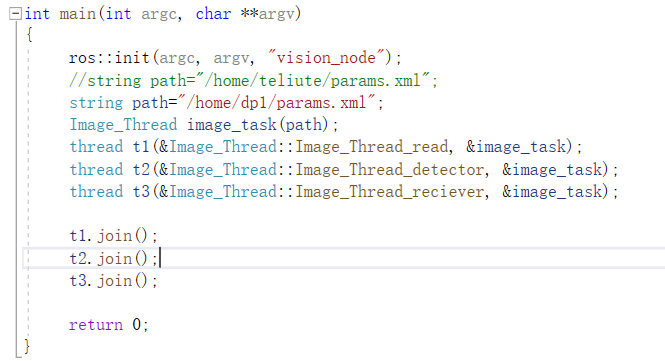 int main(int argc, char **argv)
{
ros::init(argc, argv, "vision_node");
//string path="/home/teliute/params.xml";
string path="/home/dp1/params.xml";
Image_Thread image_task(path);
thread t1(&Image_Thread::Image_Thread_read, &image_task);
thread t2(&Image_Thread::Image_Thread_detector, &image_task);
thread t3(&Image_Thread::Image_Thread_reciever, &image_task);
t1.join();
t2.join();
t3.join();
return 0;
}